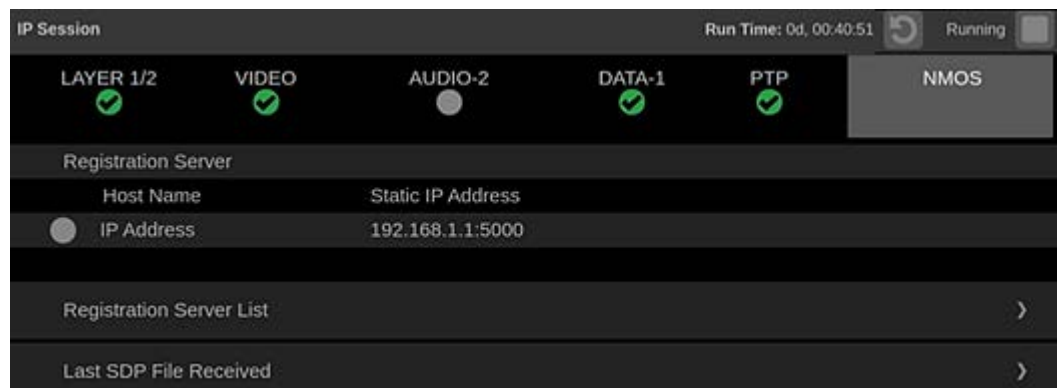 IP Session Run Time: 0d, 00:40:51 Running
LAYER 1/2 VIDEO AUDIO-2 DATA-1 PTP NMOS
Registration Server
Host Name Static IP Address
IP Address 192.168.1.1:5000
Registration Server List
Last SDP File Received